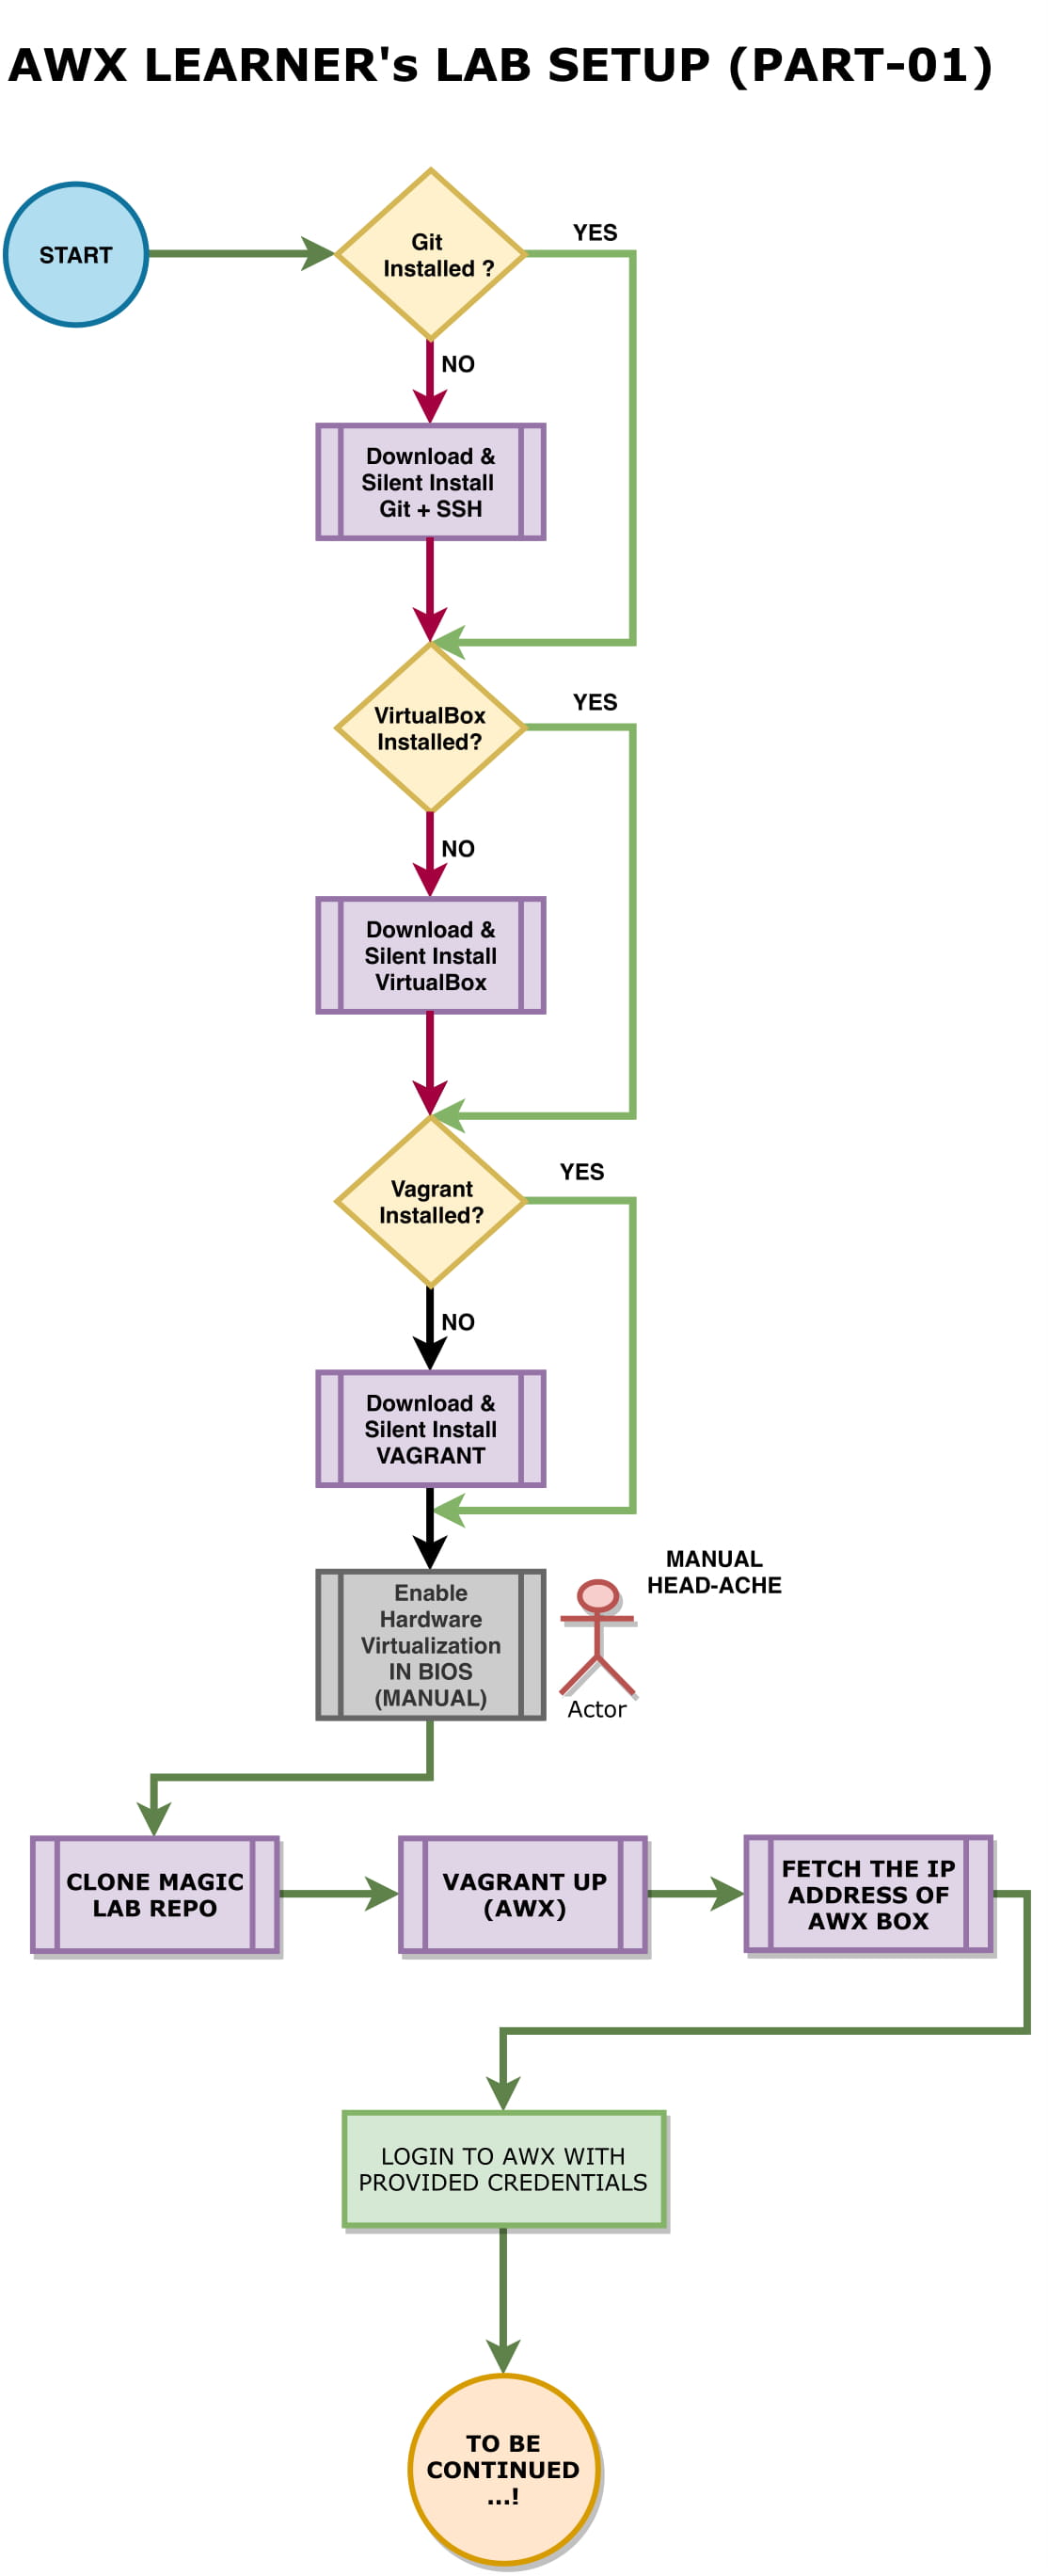 AWX LEARNER's LAB SETUP (PART-01)
START
Git
Installed ?
YES
NO
Download &
Silent Install
Git + SSH
VirtualBox
Installed?
YES
NO
Download &
Silent Install
VirtualBox
Vagrant
Installed?
YES
NO
Download &
Silent Install
VAGRANT
Enable
Hardware
Virtualization
IN BIOS
(MANUAL)
MANUAL
HEAD-ACHE
Actor
CLONE MAGIC
LAB REPO
VAGRANT UP
(AWX)
FETCH THE IP
ADDRESS OF
AWX BOX
LOGIN TO AWX WITH
PROVIDED CREDENTIALS
TO BE
CONTINUED
...!